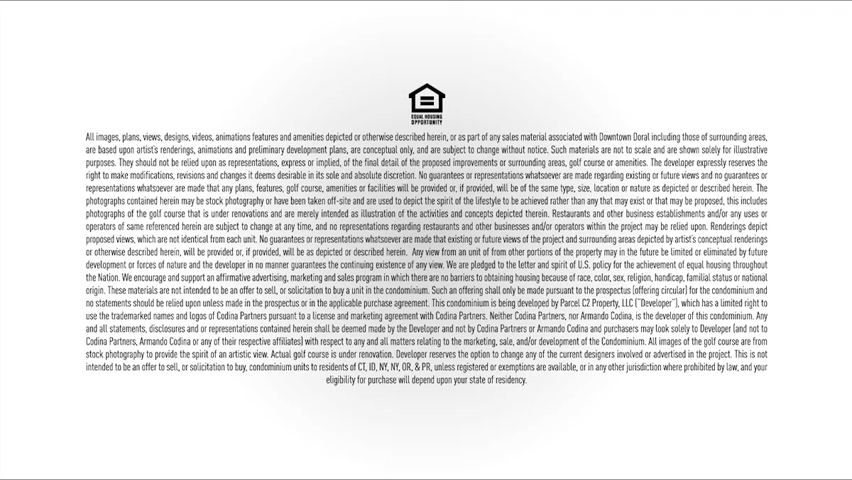 EQUAL HOUSING
OPPORTUNITY
All images, plans, views, designs, videos, animations features and amenities depicted or otherwise described herein, or as part of any sales material associated with Downtown Doral including those of surrounding areas,
are based upon artist's renderings, animations and preliminary development plans, are conceptual only, and are subject to change without notice. Such materials are not to scale and are shown solely for illustrative
purposes. They should not be relied upon as representations, express or implied, of the final detail of the proposed improvements or surrounding areas, golf course or amenities. The developer expressly reserves the
right to make modifications, revisions and changes it deems desirable in its sole and absolute discretion. No guarantees or representations whatsoever are made regarding existing or future views and no guarantees or
representations whatsoever are made that any plans, features, golf course, amenities or facilities will be provided or, if provided, will be of the same type, size, location or nature as depicted or described herein. The
photographs contained herein may be stock photography or have been taken off-site and are used to depict the spirit of the lifestyle to be achieved rather than any that may exist or that may be proposed, this includes
photographs of the golf course that is under renovations and are merely intended as illustration of the activities and concepts depicted therein. Restaurants and other business establishments and/or any uses or
operators of same referenced herein are subject to change at any time, and no representations regarding restaurants and other businesses and/or operators within the project may be relied upon. Renderings depict
proposed views, which are not identical from each unit. No guarantees or representations whatsoever are made that existing or future views of the project and surrounding areas depicted by artist's conceptual renderings
or otherwise described herein, will be provided or, if provided, will be as depicted or described herein. Any view from an unit of from other portions of the property may in the future be limited or eliminated by future
development or forces of nature and the developer in no manner guarantees the continuing existence of any view. We are pledged to the letter and spirit of U.S. policy for the achievement of equal housing throughout
the Nation. We encourage and support an affirmative advertising, marketing and sales program in which there are no barriers to obtaining housing because of race, color, sex, religion, handicap, familial status or national
origin. These materials are not intended to be an offer to sell, or solicitation to buy a unit in the condominium. Such an offering shall only be made pursuant to the prospectus (offering circular) for the condominium and
no statements should be relied upon unless made in the prospectus or in the applicable purchase agreement. This condominium is being developed by Parcel C2 Property, LLC ("Developer"), which has a limited right to
use the trademarked names and logos of Codina Partners pursuant to a license and marketing agreement with Codina Partners. Neither Codina Partners, nor Armando Codina, is the developer of this condominium. Any
and all statements, disclosures and or representations contained herein shall be deemed made by the Developer and not by Codina Partners or Armando Codina and purchasers may look solely to Developer (and not to
Codina Partners, Armando Codina or any of their respective affiliates) with respect to any and all matters relating to the marketing, sale, and/or development of the Condominium. All images of the golf course are from
stock photography to provide the spirit of an artistic view. Actual golf course is under renovation. Developer reserves the option to change any of the current designers involved or advertised in the project. This is not
intended to be an offer to sell, or solicitation to buy, condominium units to residents of CT, ID, NY, NY, OR, & PR, unless registered or exemptions are available, or in any other jurisdiction where prohibited by law, and your
eligibility for purchase will depend upon your state of residency.